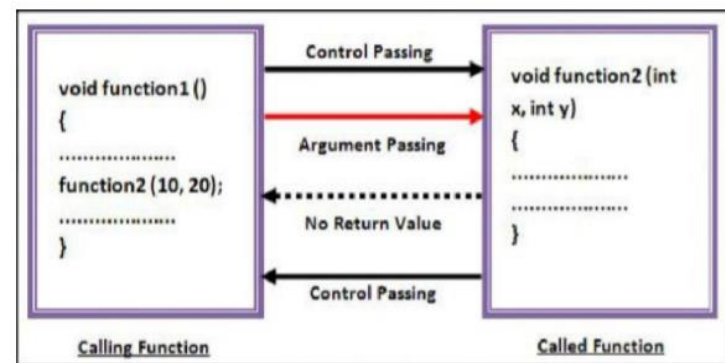 void function1 ()
{
.....................
function2 (10, 20);
.....................
}
Calling Function
Control Passing
Argument Passing
No Return Value
Control Passing
void function2 (int
x, int y)
{
.....................
.....................
}
Called Function